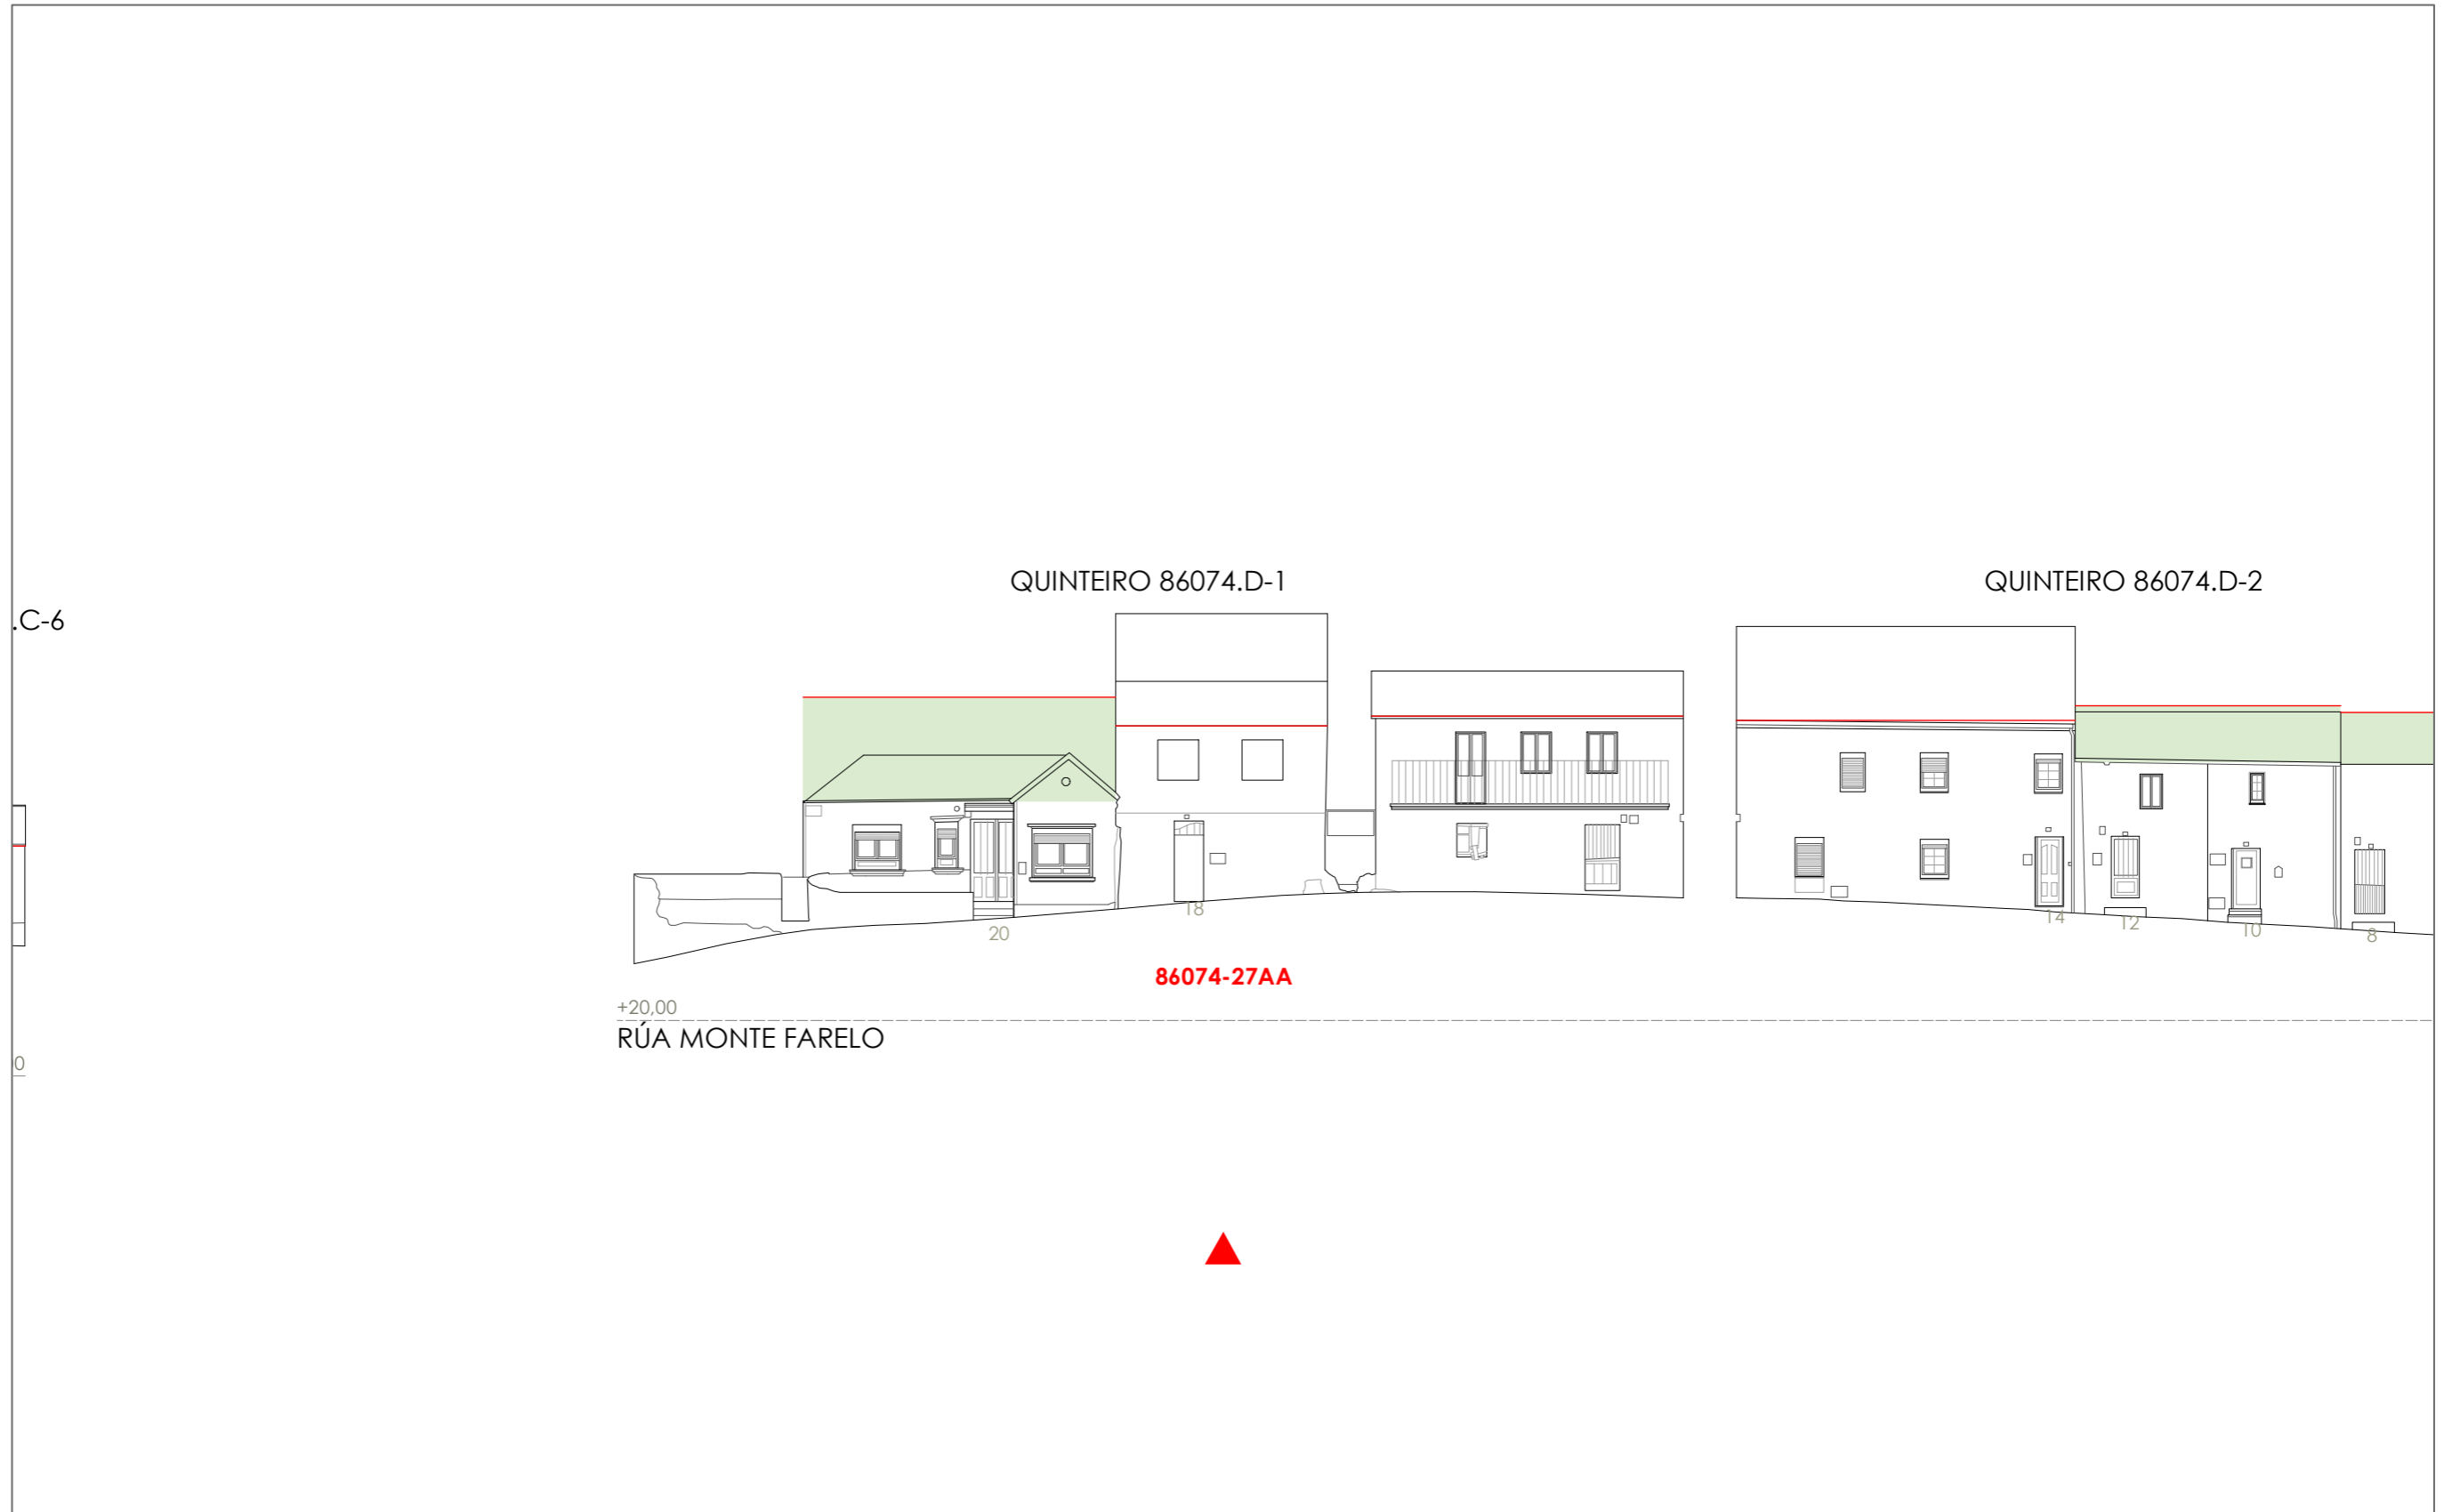 QUINTEIRO 86074.D-1
QUINTEIRO 86074.D-2
.C-6
18
20
14
12
10
8
86074-27AA
+20,00
RÚA MONTE FARELO
0